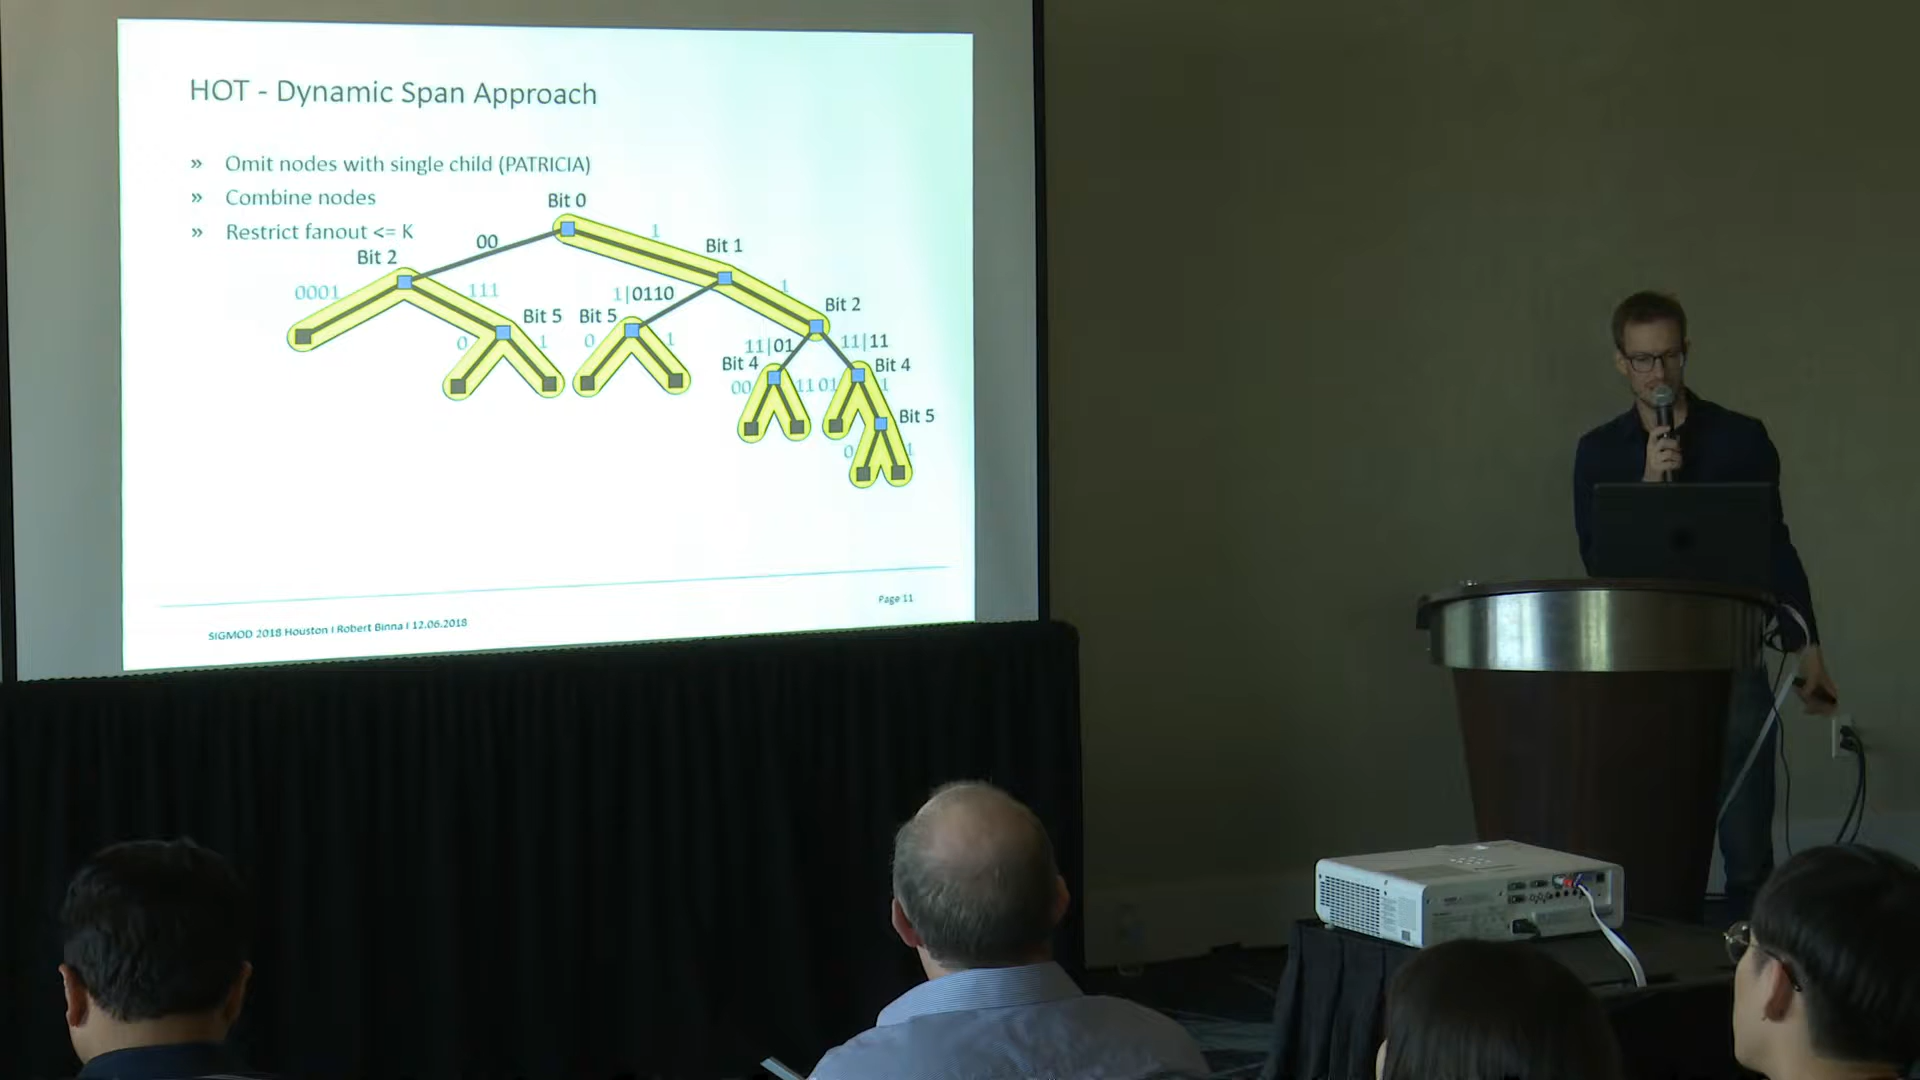 HOT - Dynamic Span Approach
» Omit nodes with single child (PATRICIA)
» Combine nodes
» Restrict fanout <= K
Bit 0
00
1
Bit 1
Bit 2
0001
111
1|0110
1
Bit 2
Bit 5
Bit 5
0
1
0
1
11|01
11|11
Bit 4
Bit 4
00
11
01
1
Bit 5
0
1
Page 11
SIGMOD 2018 Houston I Robert Binna I 12.06.2018